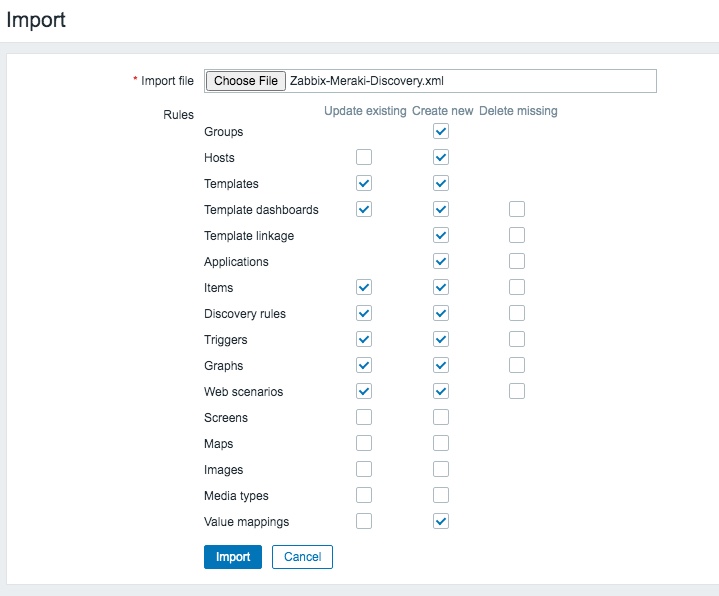 Import
* Import file Choose File Zabbix-Meraki-Discovery.xml
Rules Update existing Create new Delete missing
Groups
Hosts
Templates
Template dashboards
Template linkage
Applications
Items
Discovery rules
Triggers
Graphs
Web scenarios
Screens
Maps
Images
Media types
Value mappings
Import Cancel